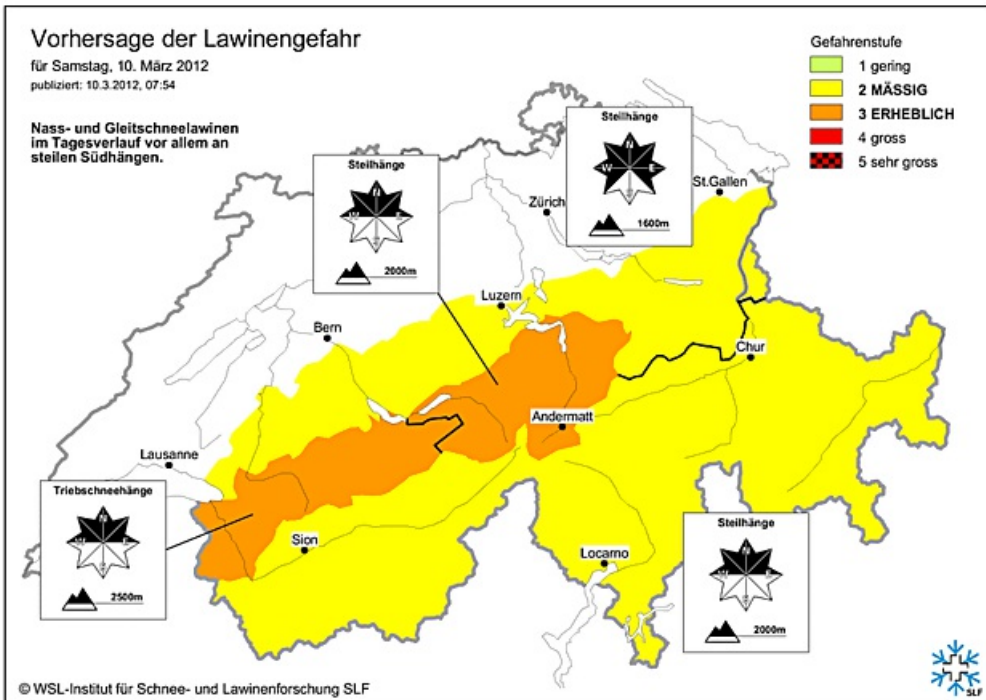 Vorhersage der Lawinengefahr
für Samstag, 10. März 2012
publiziert: 10.3.2012, 07:54
Nass- und Gleitschneelawinen
im Tagesverlauf vor allem an
steilen Südhängen.
Gefahrenstufe
1 gering
2 MÄSSIG
3 ERHEBLICH
4 gross
5 sehr gross
Steilhänge
N
W E
S
1600m
Steilhänge
N
W E
S
2000m
St.Gallen
Zürich
Luzern
Bern
Chur
Andermatt
Lausanne
Triebschneehänge
N
W E
S
2500m
Sion
Locarno
Steilhänge
N
W E
S
2000m
© WSL-Institut für Schnee- und Lawinenforschung SLF
SLF